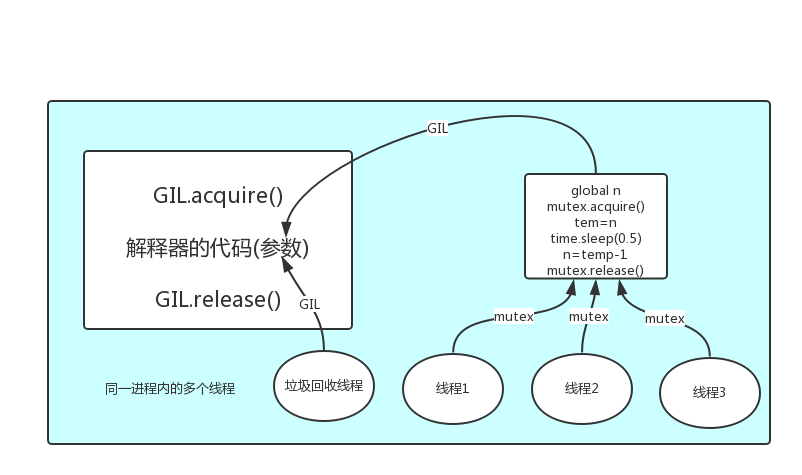 GIL
GIL.acquire()
解释器的代码(参数)
GIL.release()
GIL
global n
mutex.acquire()
tem=n
time.sleep(0.5)
n=temp-1
mutex.release()
mutex
mutex
mutex
同一进程内的多个线程
垃圾回收线程
线程1
线程2
线程3